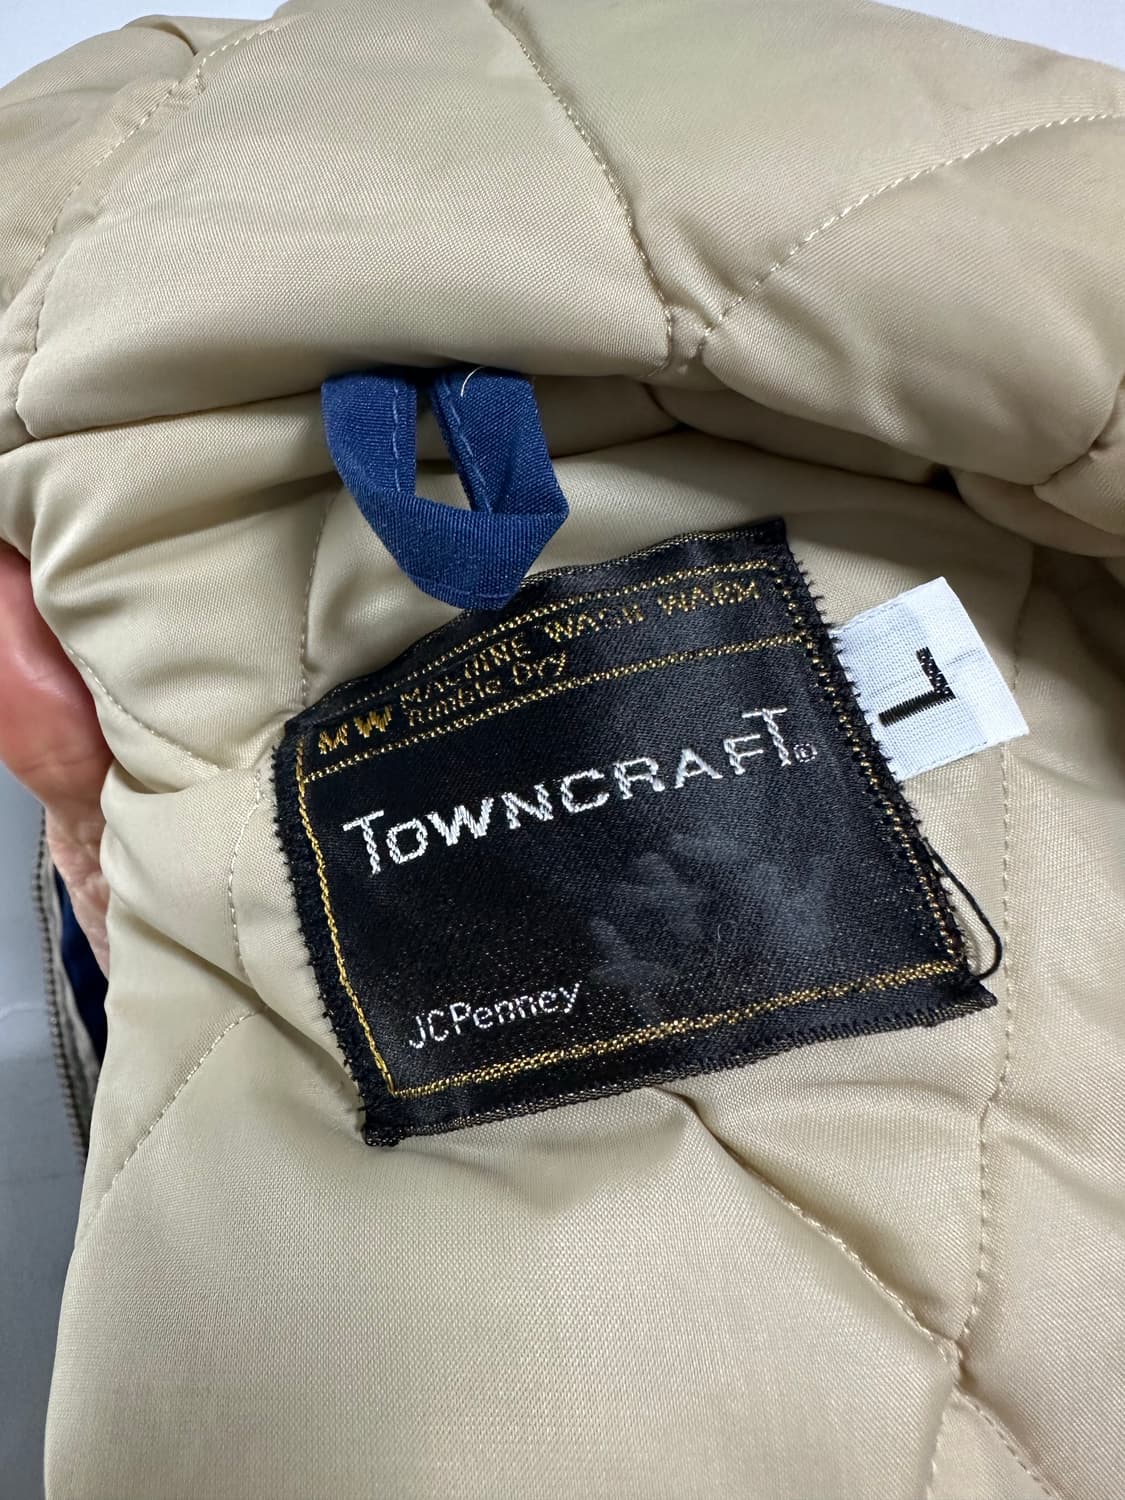 MW MACHINE WASH WARM
Tumble Dry
TOWNCRAFT®
JCPenney
L